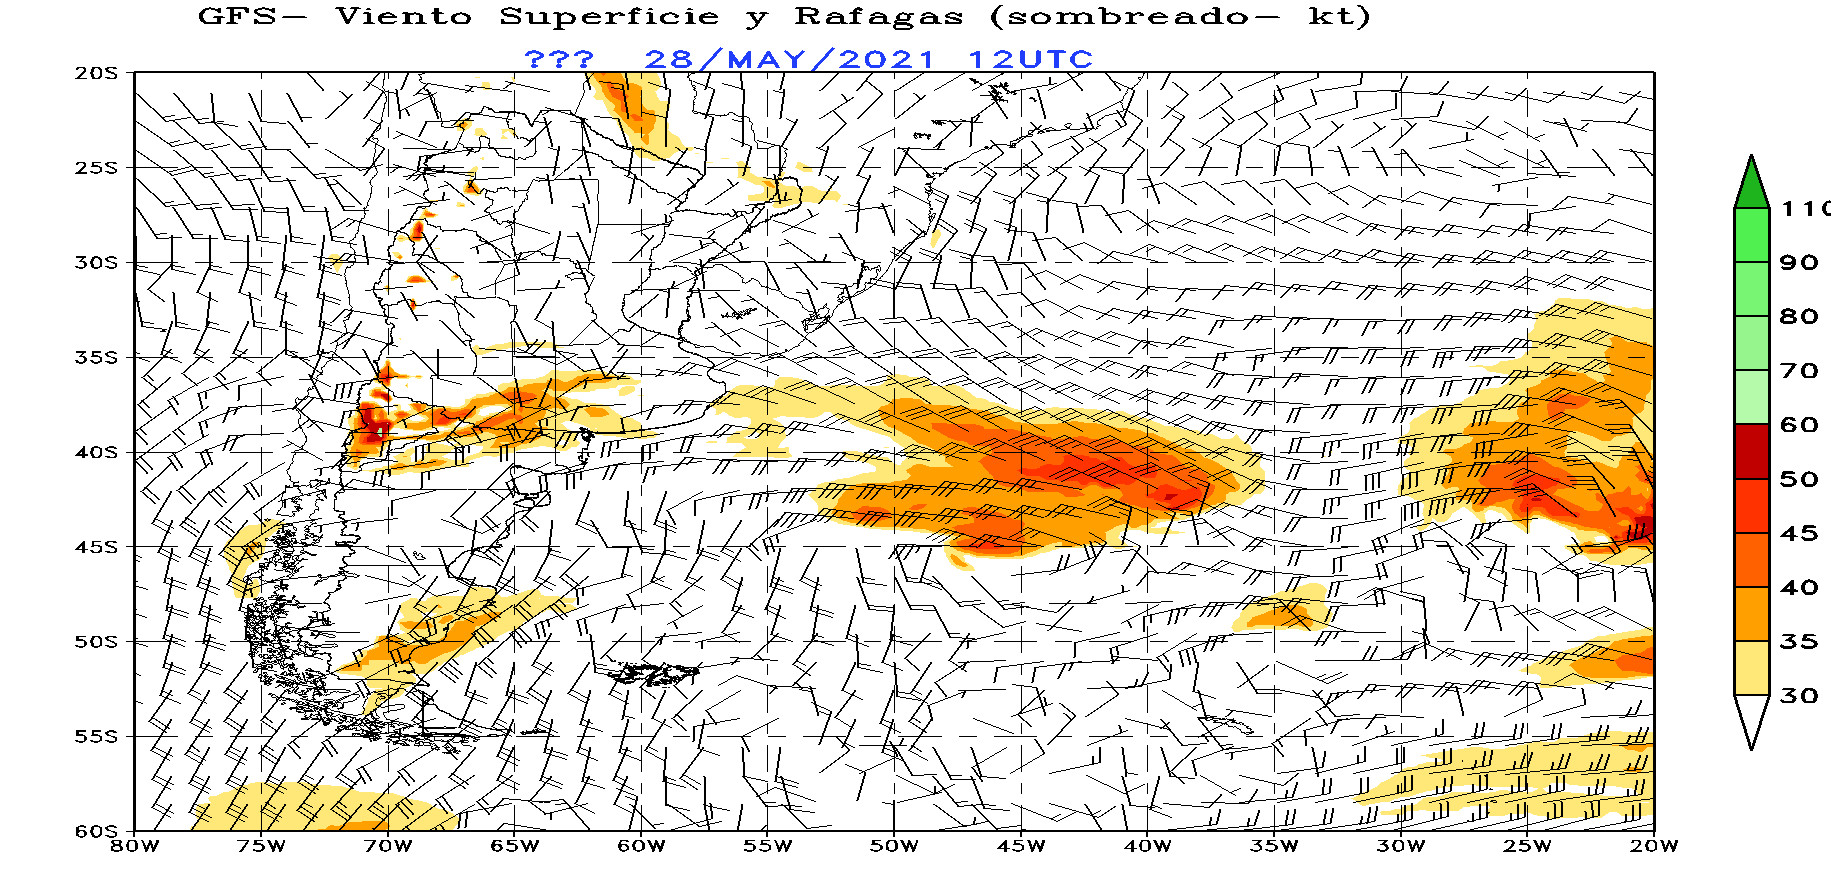 GFS− Viento Superficie y Rafagas (sombreado− kt)
??? 28/MAY/2021 12UTC
20S
25S
30S
35S
40S
45S
50S
55S
60S
80W 75W 70W 65W 60W 55W 50W 45W 40W 35W 30W 25W 20W
110
90
80
70
60
50
45
40
35
30